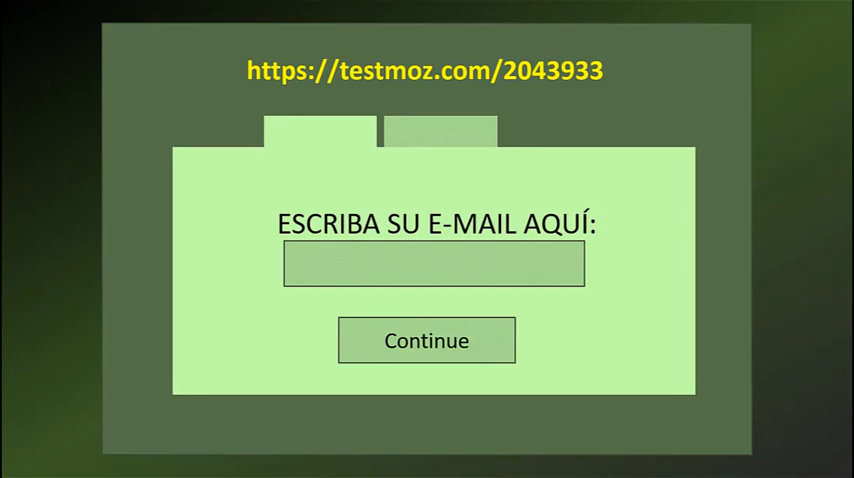 https://testmoz.com/2043933
ESCRIBA SU E-MAIL AQUÍ:
Continue